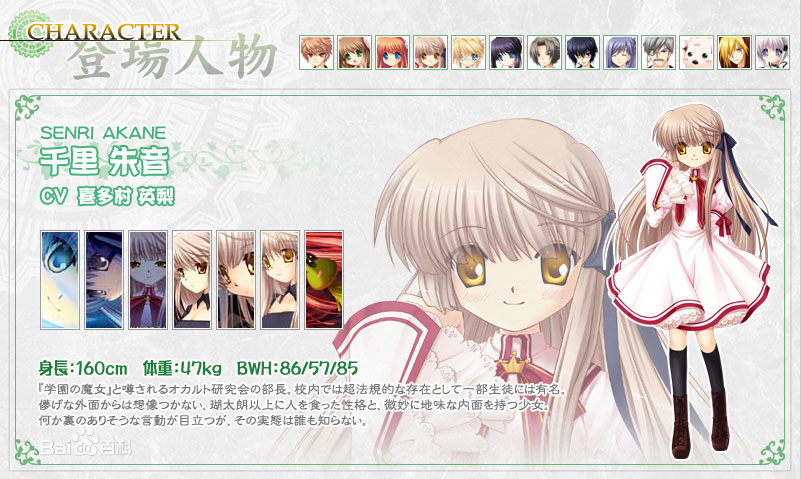 CHARACTER
登場人物
SENRI AKANE
千里 朱音
CV 喜多村 英梨
身長:160cm 体重:47kg BWH:86/57/85
『学園の魔女』と噂されるオカルト研究会の部長。校内では超法規的な存在として一部生徒には有名。
儚げな外面からは想像つかない、瑚太朗以上に人を食った性格と、微妙に地味な内面を持つ少女。
何か裏のありそうな言動が目立つが、その実態は誰も知らない。
Bai百科